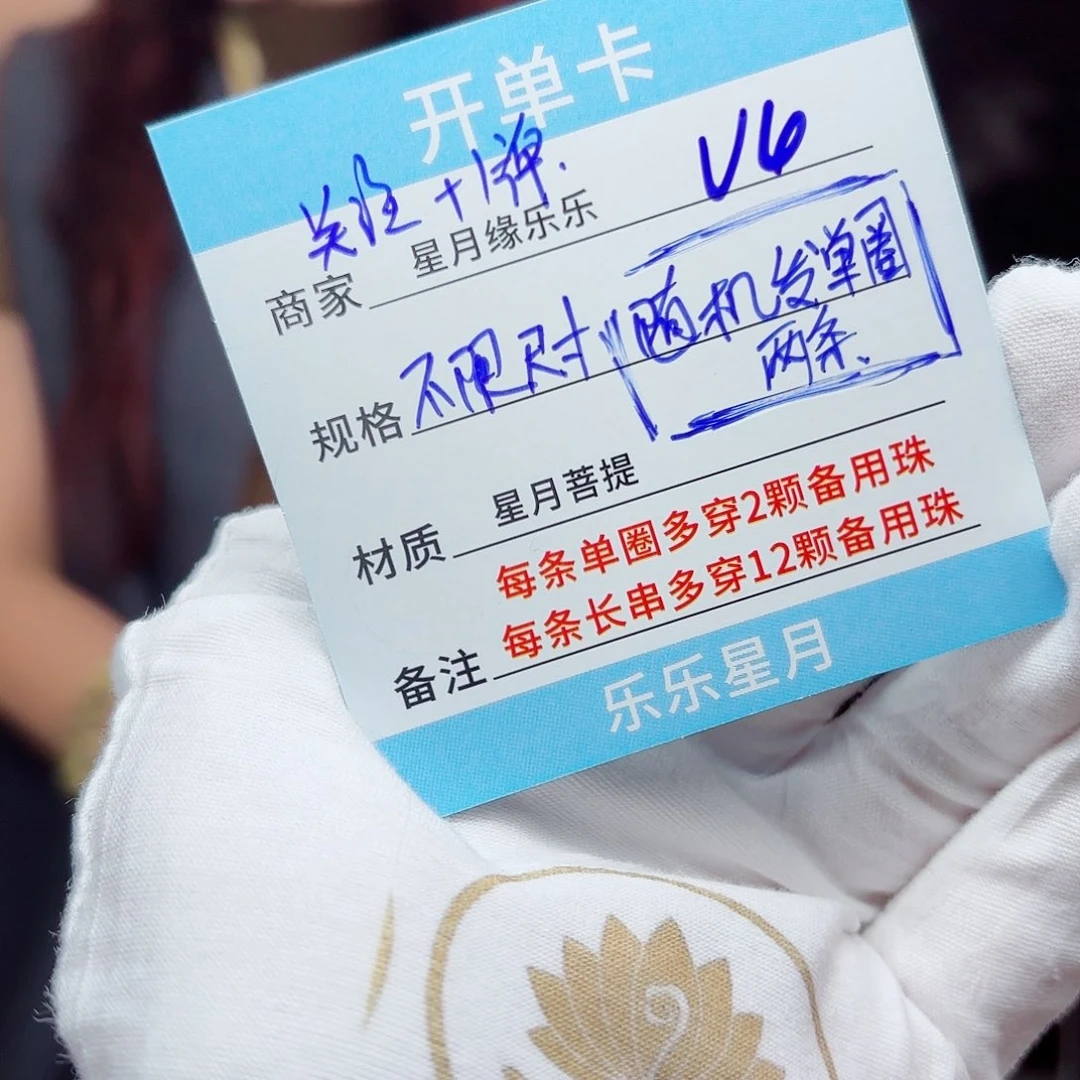 开单卡
关注+1弹. V6
商家 星月缘乐乐
规格 不限尺寸 随机发单圈
两条.
材质 星月菩提
每条单圈多穿2颗备用珠
备注 每条长串多穿12颗备用珠
乐乐星月